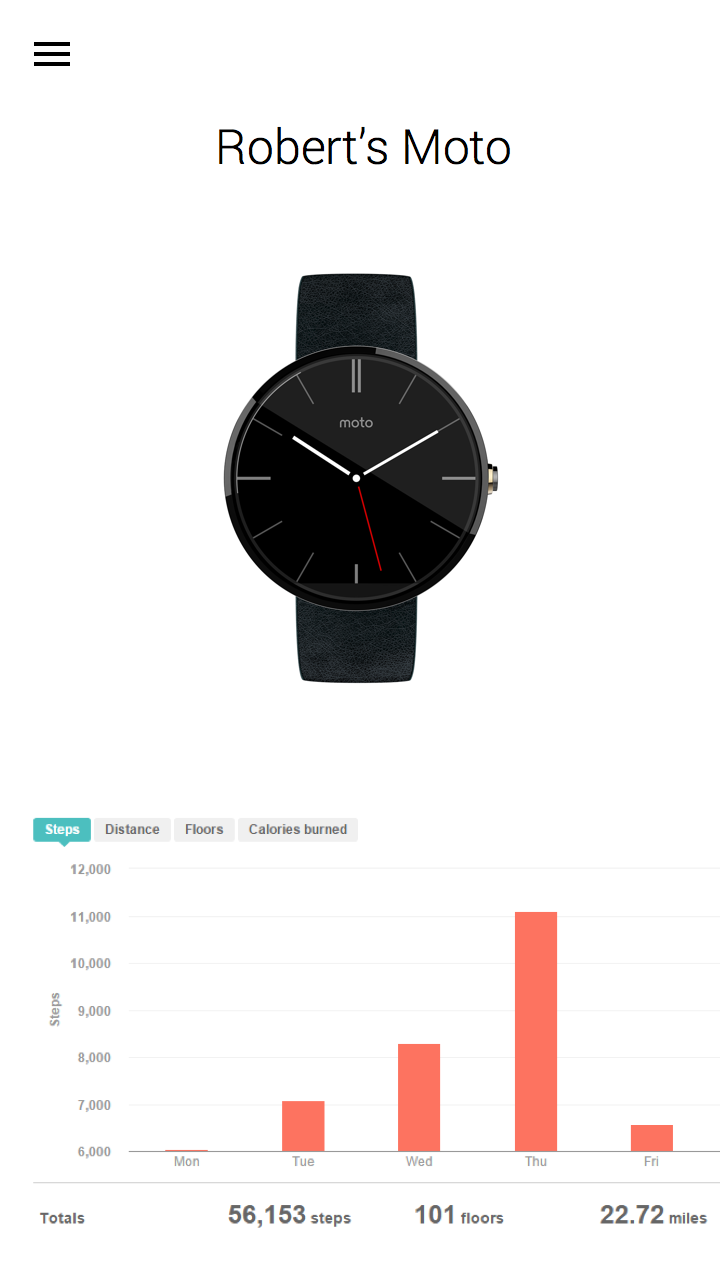 Robert's Moto
moto
Steps Distance Floors Calories burned
12,000
11,000
10,000
9,000
8,000
7,000
6,000
Steps
Mon Tue Wed Thu Fri
Totals 56,153 steps 101 floors 22.72 miles